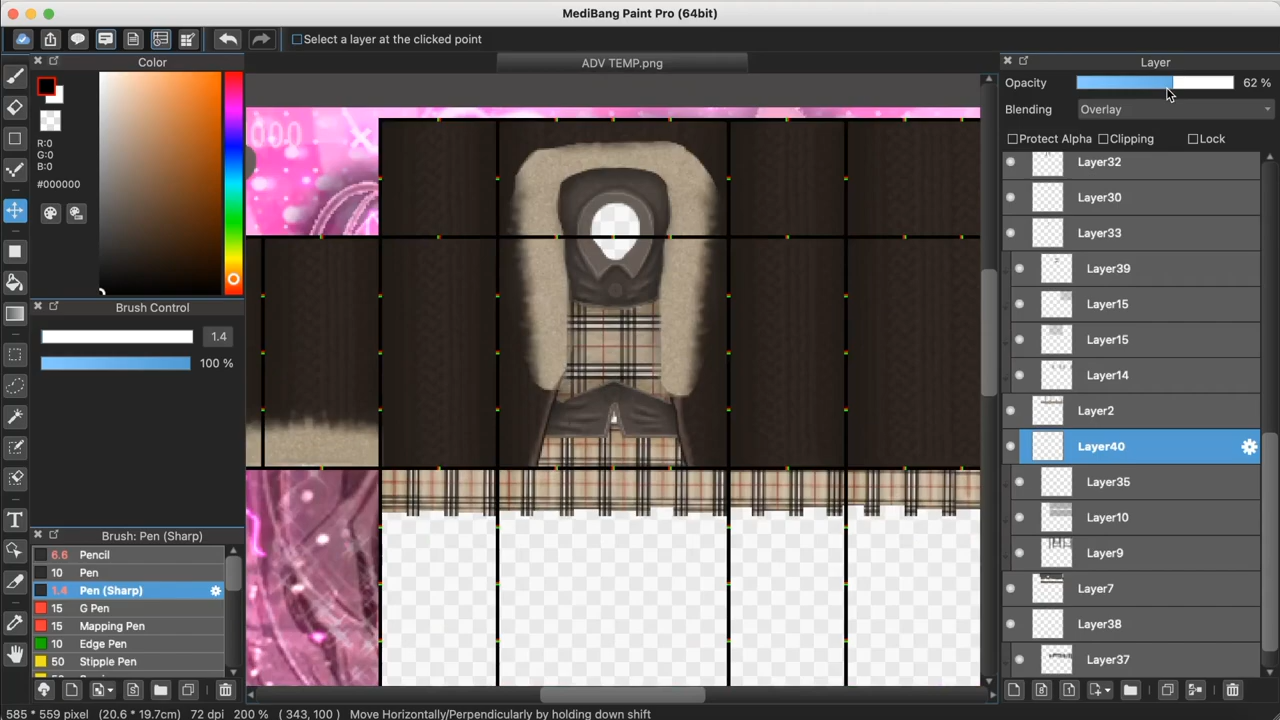 MediBang Paint Pro (64bit)
Select a layer at the clicked point
Color
ADV TEMP.png
Layer
Opacity
62 %
Blending
Overlay
Protect Alpha
Clipping
Lock
R:0
G:0
B:0
#000000
Brush Control
1.4
100 %
Brush: Pen (Sharp)
6.6 Pencil
10 Pen
1.4 Pen (Sharp)
15 G Pen
15 Mapping Pen
10 Edge Pen
50 Stipple Pen
000
Layer32
Layer30
Layer33
Layer39
Layer15
Layer15
Layer14
Layer2
Layer40
Layer35
Layer10
Layer9
Layer7
Layer38
Layer37
585 * 559 pixel (20.6 * 19.7cm) 72 dpi 200 % ( 343, 100 ) Move Horizontally/Perpendicularly by holding down shift